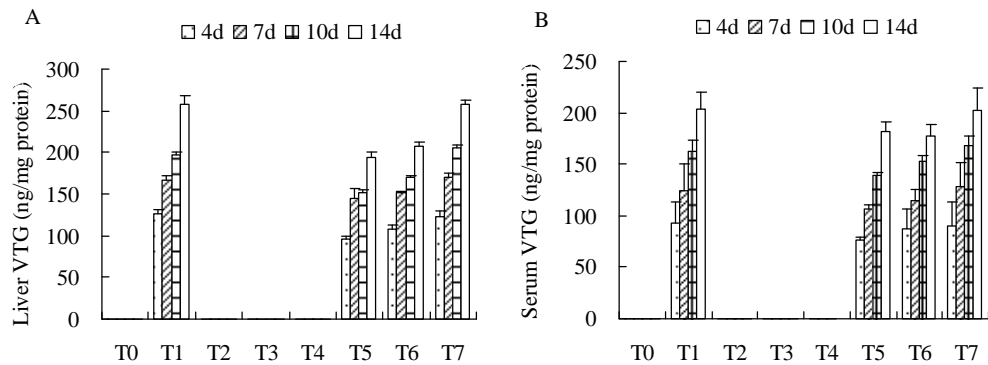 A
4d 7d 10d 14d
Liver VTG (ng/mg protein)
300
250
200
150
100
50
0
T0 T1 T2 T3 T4 T5 T6 T7
B
4d 7d 10d 14d
Serum VTG (ng/mg protein)
250
200
150
100
50
0
T0 T1 T2 T3 T4 T5 T6 T7